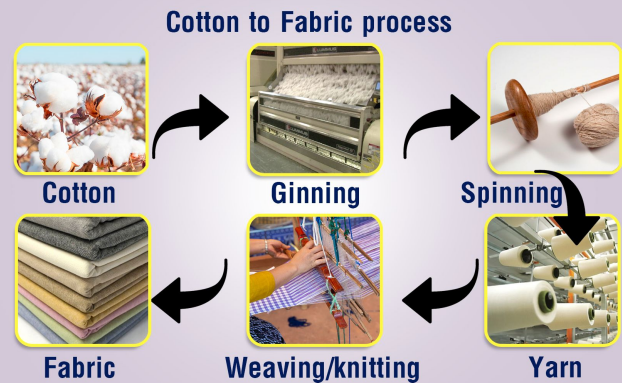 Cotton to Fabric process
Cotton
Ginning
Spinning
Fabric
Weaving/knitting
Yarn